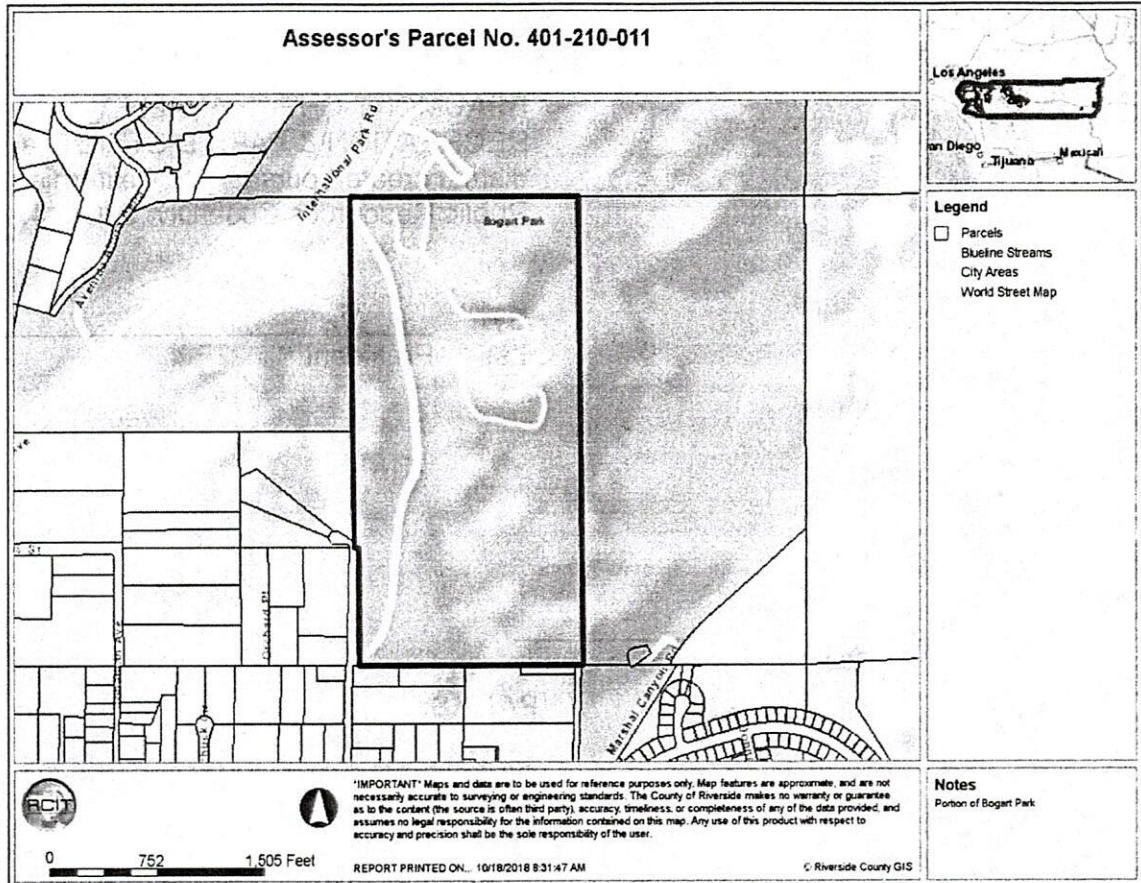 Assessor's Parcel No. 401-210-011
Los Angeles
an Diego
Tijuana
Mexicali
International Park Rd
Bogart Park
Ave
Orchard Pl
Marshal Canyon Rd
Legend
Parcels
Blueline Streams
City Areas
World Street Map
RCIT
"IMPORTANT" Maps and data are to be used for reference purposes only. Map features are approximate, and are not
necessarily accurate to surveying or engineering standards. The County of Riverside makes no warranty or guarantee
as to the content (the source is often third party), accuracy, timeliness, or completeness of any of the data provided, and
assumes no legal responsibility for the information contained on this map. Any use of this product with respect to
accuracy and precision shall be the sole responsibility of the user.
0 752 1,505 Feet
REPORT PRINTED ON... 10/18/2018 8:31:47 AM
© Riverside County GIS
Notes
Portion of Bogart Park